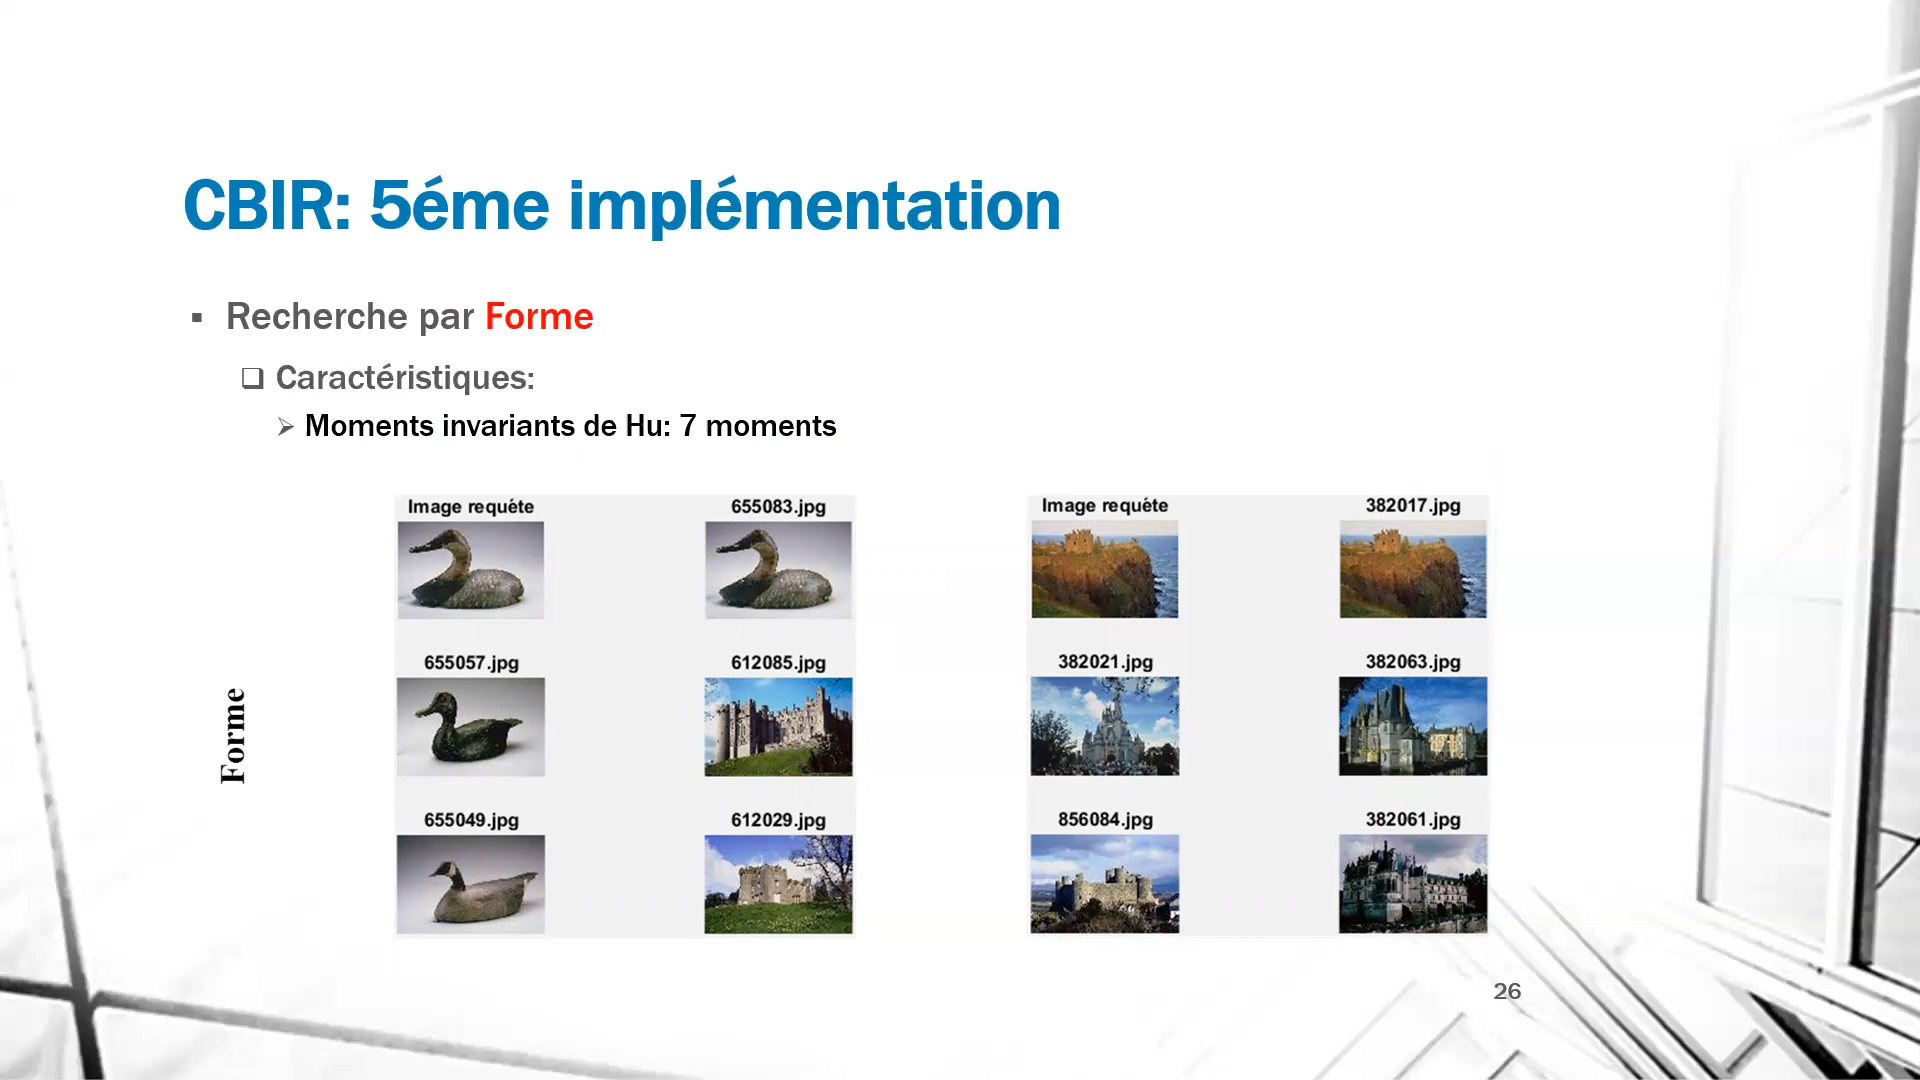 CBIR: 5éme implémentation
Recherche par Forme
Caractéristiques:
Moments invariants de Hu: 7 moments
Forme
Image requéte 655083.jpg
655057.jpg 612085.jpg
655049.jpg 612029.jpg
Image requéte 382017.jpg
382021.jpg 382063.jpg
856084.jpg 382061.jpg
26